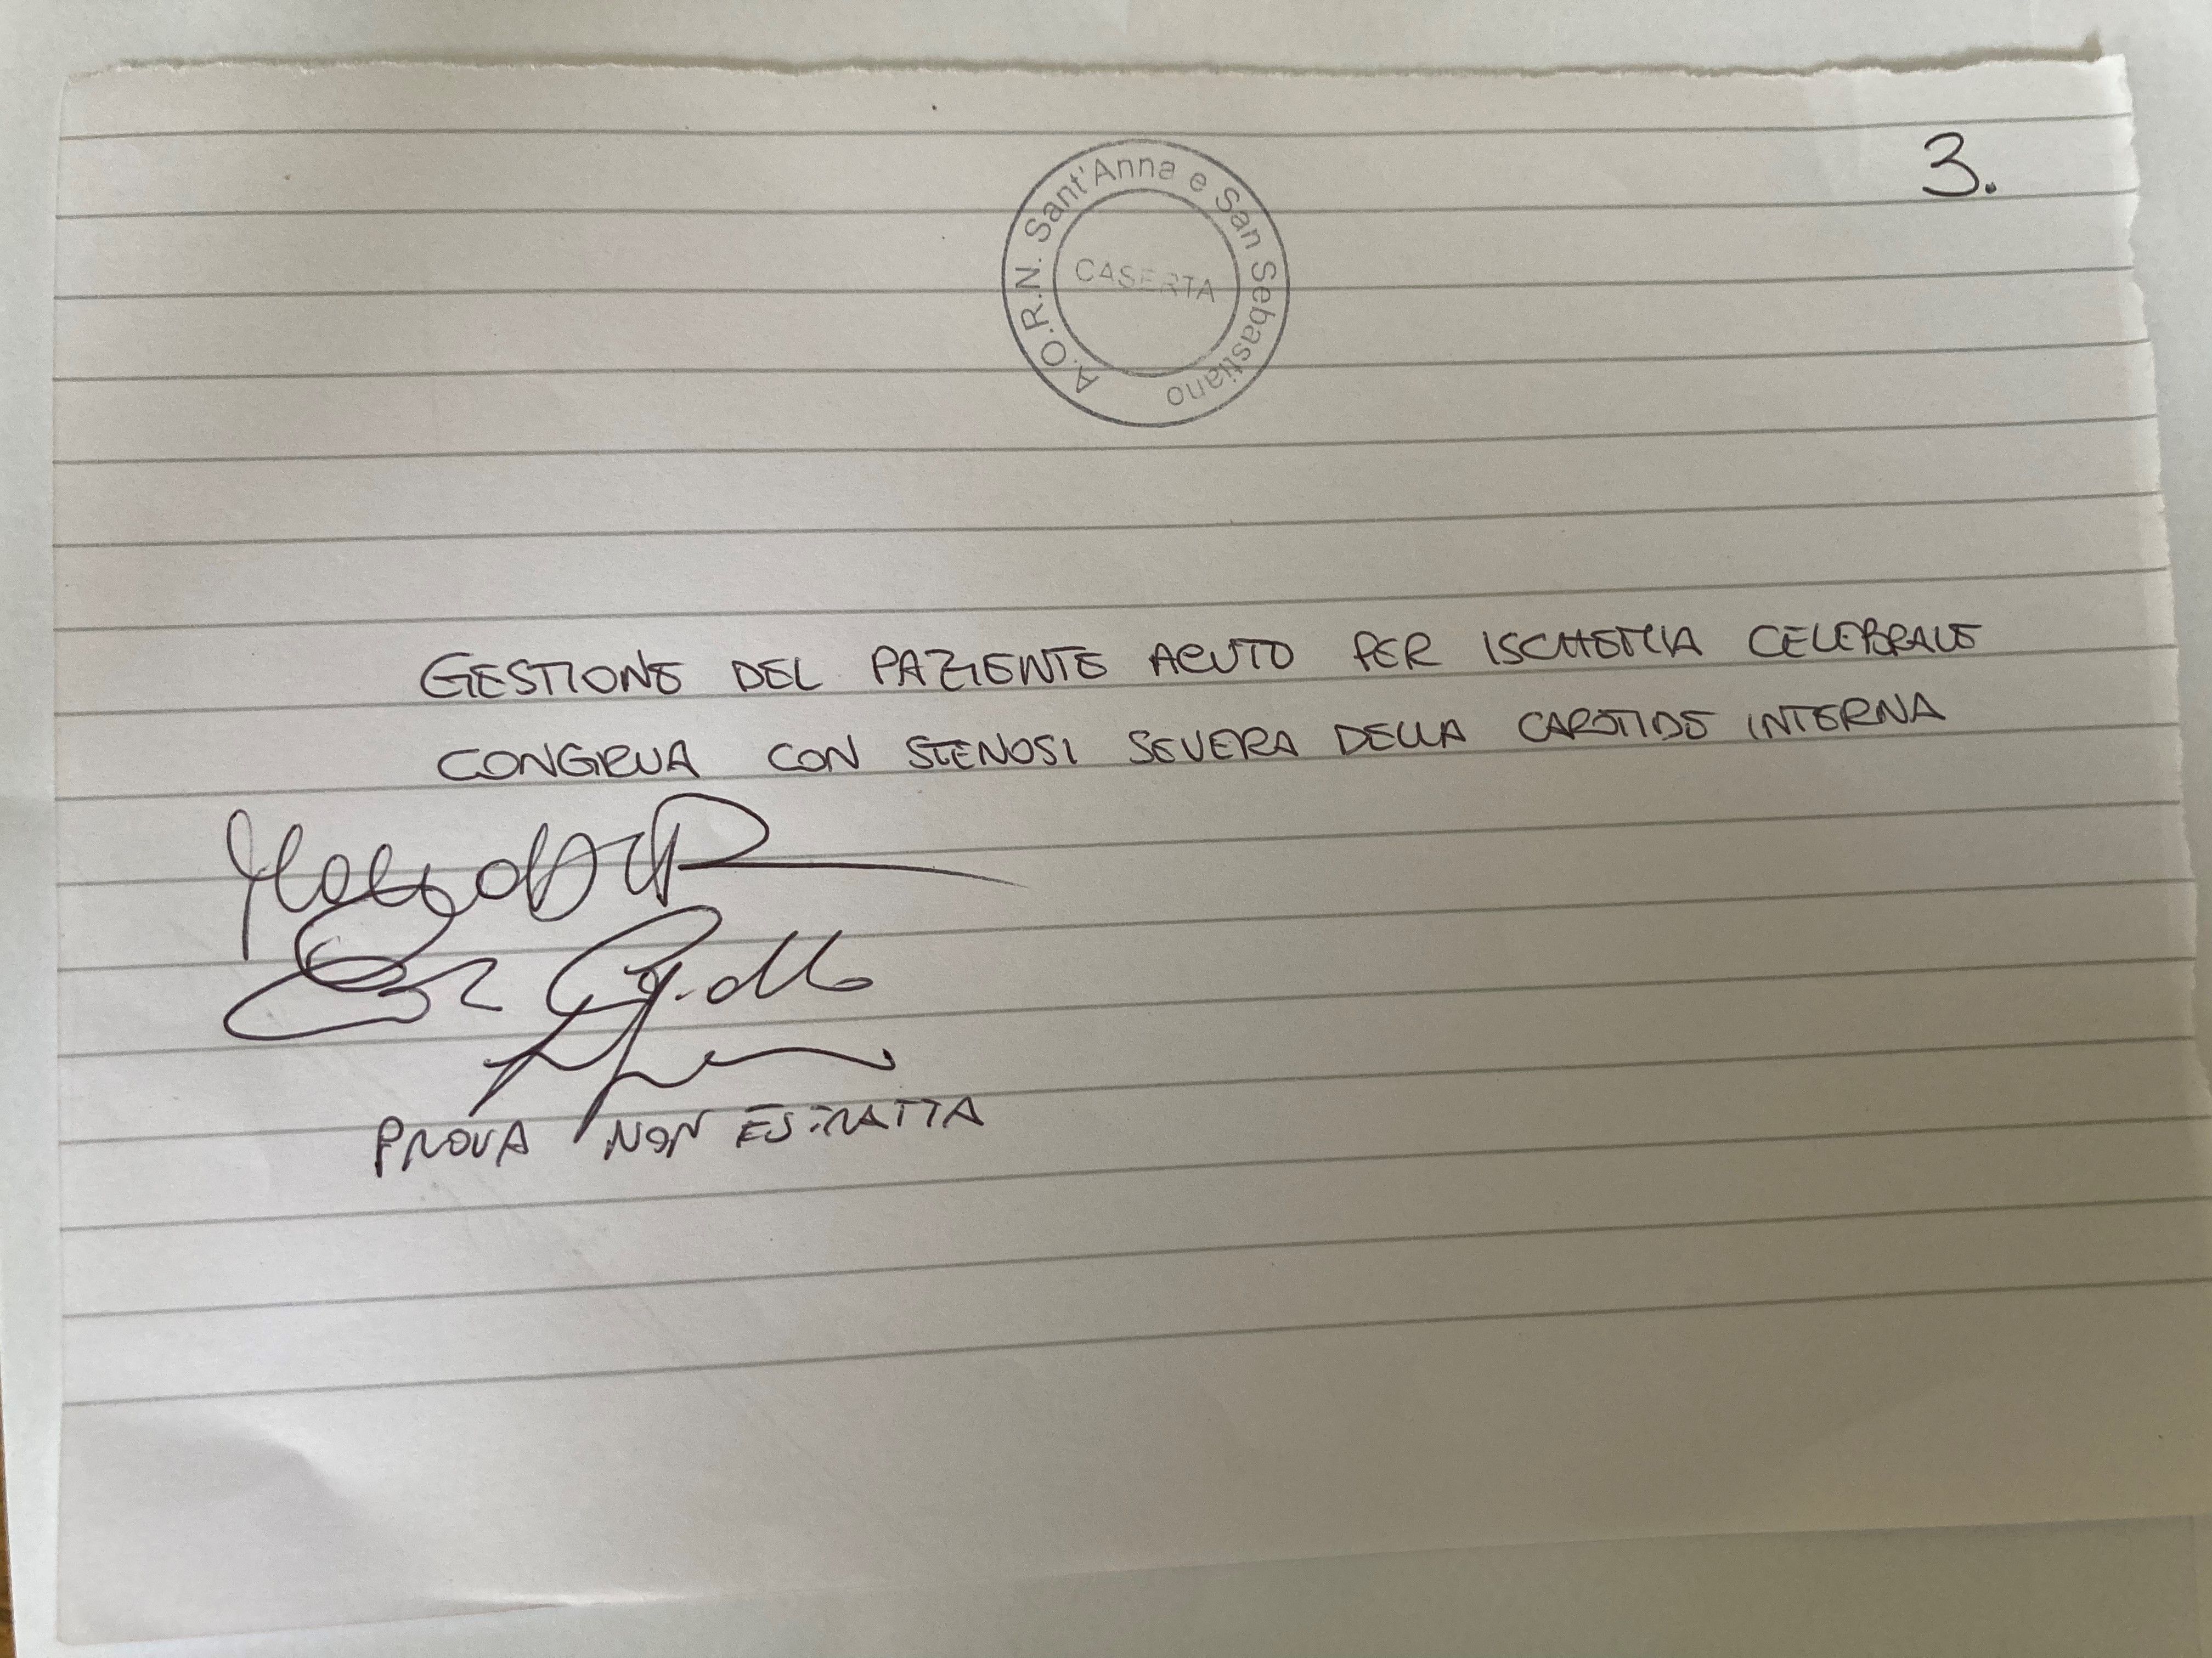 3.
A.O.R.N. Sant'Anna e San Sebastiano
CASERTA
GESTIONE DEL PAZIENTE ACUTO PER ISCHEMIA CELEBRALE
CONGRUA CON STENOSI SEVERA DELLA CAROTIDE INTERNA
PROVA NON ESTRATTA